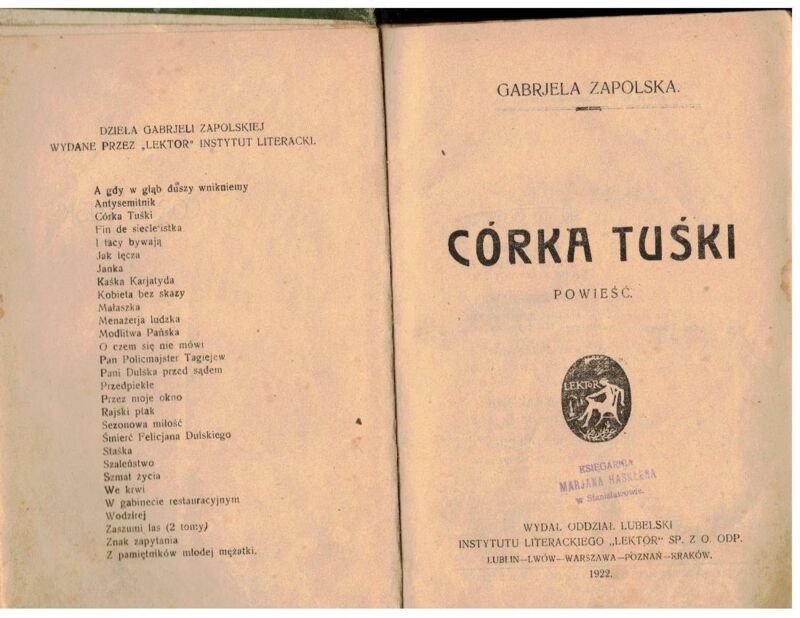 DZIEŁA GABRJELI ZAPOLSKIEJ
WYDANE PRZEZ „LEKTOR" INSTYTUT LITERACKI.
A gdy w głąb duszy wnikniemy
Antysemitnik
Córka Tuśki
Fin de siecle'istka
I tacy bywają
Jak tęcza
Janka
Kaśka Karjatyda
Kobieta bez skazy
Małaszka
Menażerja ludzka
Modlitwa Pańska
O czem się nie mówi
Pan Policmajster Tagiejew
Pani Dulska przed sądem
Przedpiekle
Przez moje okno
Rajski ptak
Sezonowa miłość
Śmierć Felicjana Dulskiego
Staśka
Szaleństwo
Szmat życia
We krwi
W gabinecie restauracyjnym
Wodzirej
Zaszumi las (2 tomy)
Znak zapytania
Z pamiętników młodej mężatki.
GABRJELA ZAPOLSKA.
CÓRKA TUŚKI
POWIEŚĆ.
LEKTOR
KSIĘGARNIA
MARJANA HASKLERA
w Stanisławowie.
WYDAŁ ODDZIAŁ LUBELSKI
INSTYTUTU LITERACKIEGO „LEKTOR" SP. Z O. ODP.
LUBLIN—LWÓW—WARSZAWA—POZNAŃ—KRAKÓW.
1922.